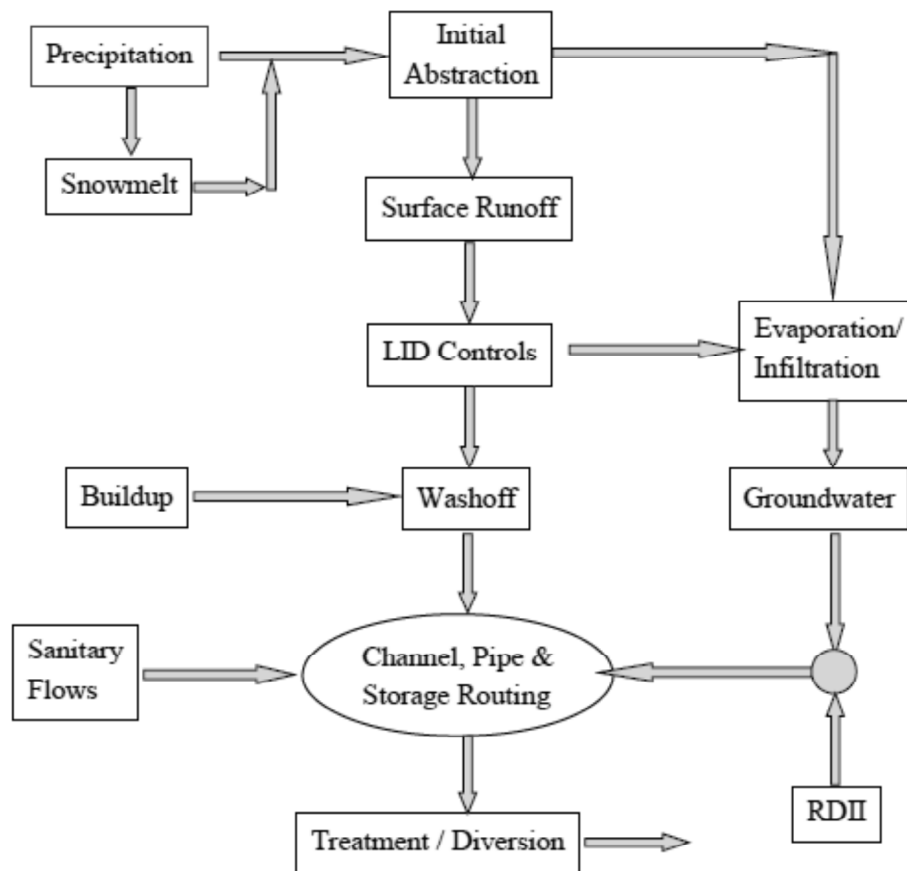 Precipitation
Initial
Abstraction
Snowmelt
Surface Runoff
LID Controls
Evaporation/
Infiltration
Buildup
Washoff
Groundwater
Sanitary
Flows
Channel, Pipe &
Storage Routing
RDII
Treatment / Diversion